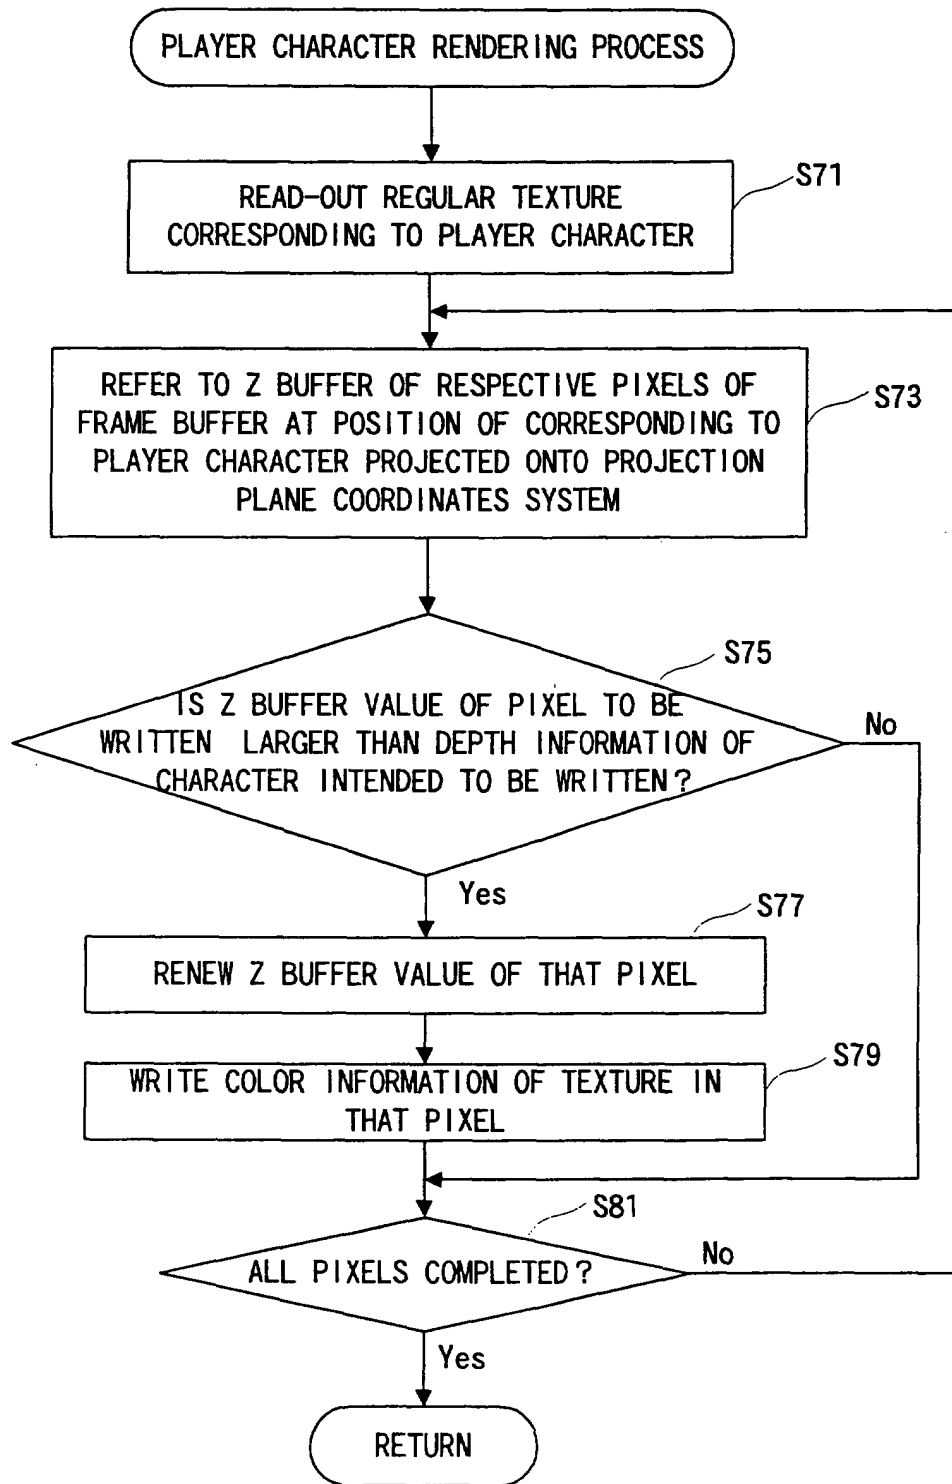 PLAYER CHARACTER RENDERING PROCESS
S71
READ-OUT REGULAR TEXTURE
CORRESPONDING TO PLAYER CHARACTER
S73
REFER TO Z BUFFER OF RESPECTIVE PIXELS OF
FRAME BUFFER AT POSITION OF CORRESPONDING TO
PLAYER CHARACTER PROJECTED ONTO PROJECTION
PLANE COORDINATES SYSTEM
S75
IS Z BUFFER VALUE OF PIXEL TO BE
WRITTEN LARGER THAN DEPTH INFORMATION OF
CHARACTER INTENDED TO BE WRITTEN?
No
Yes
S77
RENEW Z BUFFER VALUE OF THAT PIXEL
S79
WRITE COLOR INFORMATION OF TEXTURE IN
THAT PIXEL
S81
ALL PIXELS COMPLETED?
No
Yes
RETURN